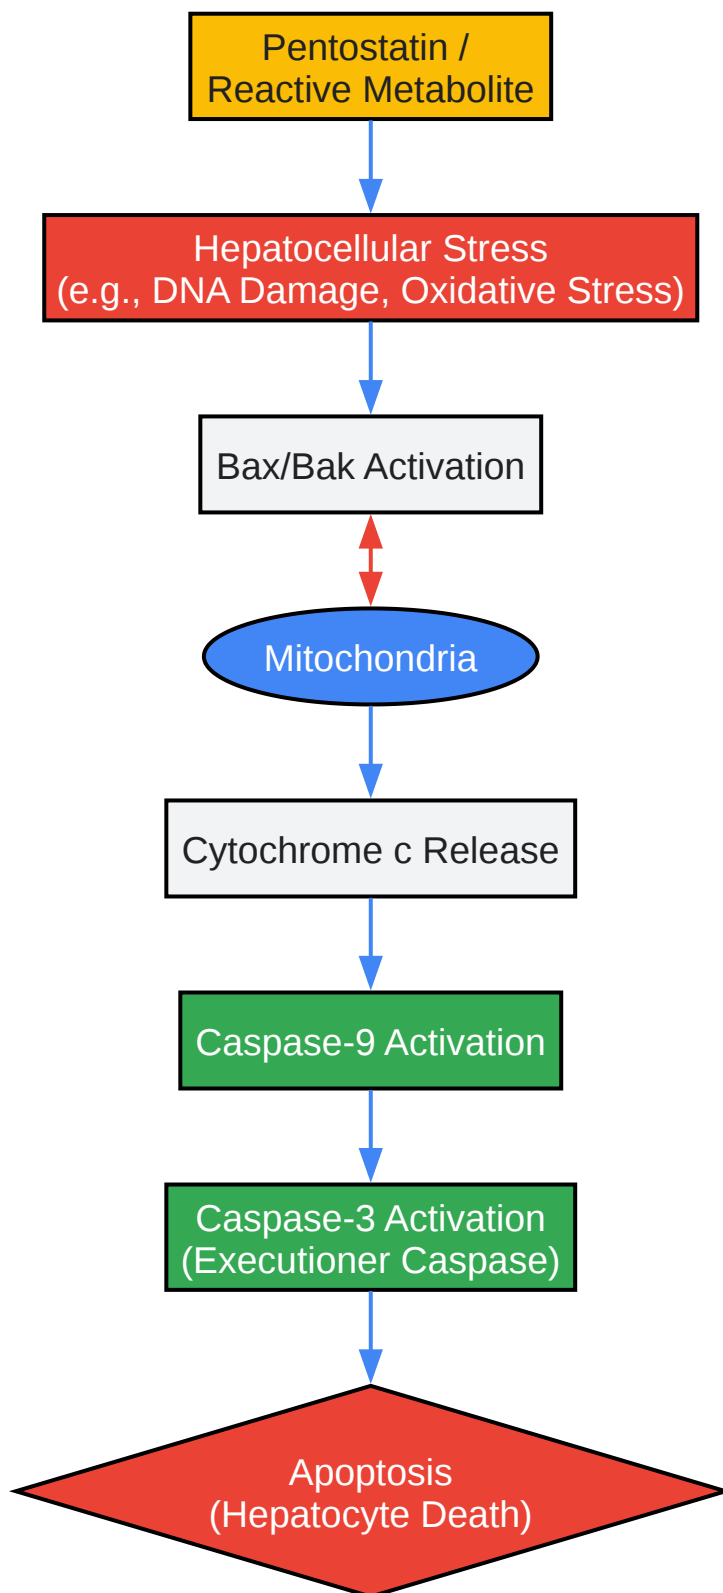 Pentostatin /
Reactive Metabolite
Hepatocellular Stress
(e.g., DNA Damage, Oxidative Stress)
Bax/Bak Activation
Mitochondria
Cytochrome c Release
Caspase-9 Activation
Caspase-3 Activation
(Executioner Caspase)
Apoptosis
(Hepatocyte Death)